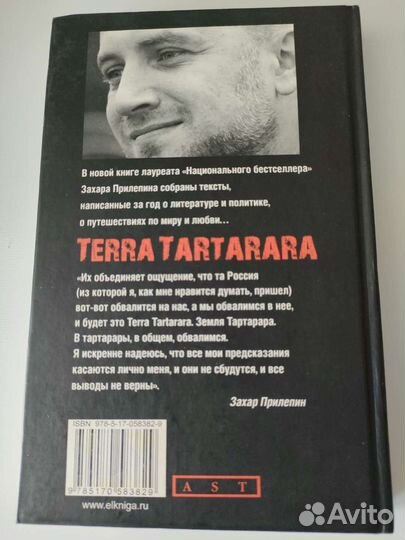 В новой книге лауреата «Национального бестселлера»
Захара Прилепина собраны тексты,
написанные за год о литературе и политике,
о путешествиях по миру и любви...
TERRA TARTARARA
«Их объединяет ощущение, что та Россия
(из которой я, как мне нравится думать, пришел)
вот-вот обвалится на нас, а мы обвалимся в нее,
и будет это Terra Tartarara. Земля Тартарара.
В тартарары, в общем, обвалимся.
Я искренне надеюсь, что все мои предсказания
касаются лично меня, и они не сбудутся, и все
выводы не верны».
Захар Прилепин
ISBN 978-5-17-058382-9
9 785170 583829
www.elkniga.ru
AST
Avito